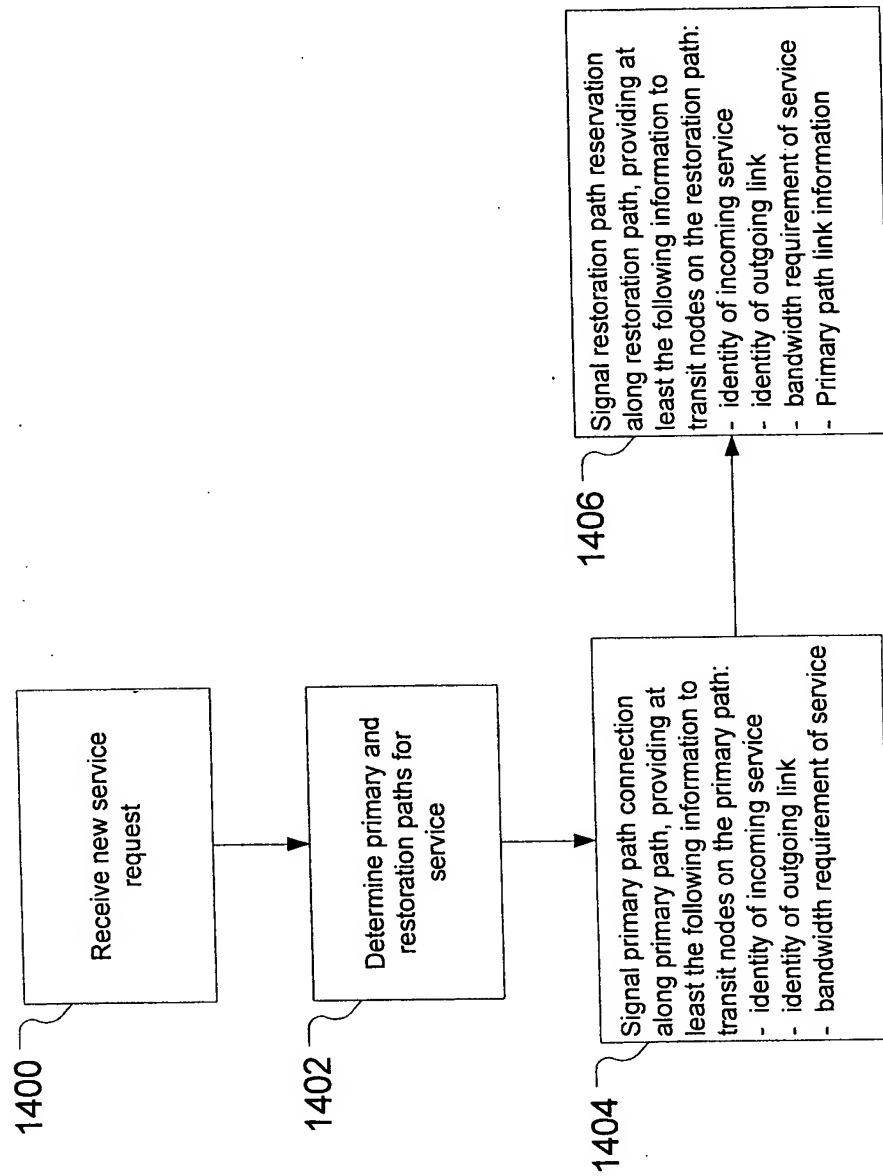 1400
Receive new service
request
1402
Determine primary and
restoration paths for
service
1404
Signal primary path connection
along primary path, providing at
least the following information to
transit nodes on the primary path:
- identity of incoming service
- identity of outgoing link
- bandwidth requirement of service
1406
Signal restoration path reservation
along restoration path, providing at
least the following information to
transit nodes on the restoration path:
- identity of incoming service
- identity of outgoing link
- bandwidth requirement of service
- Primary path link information